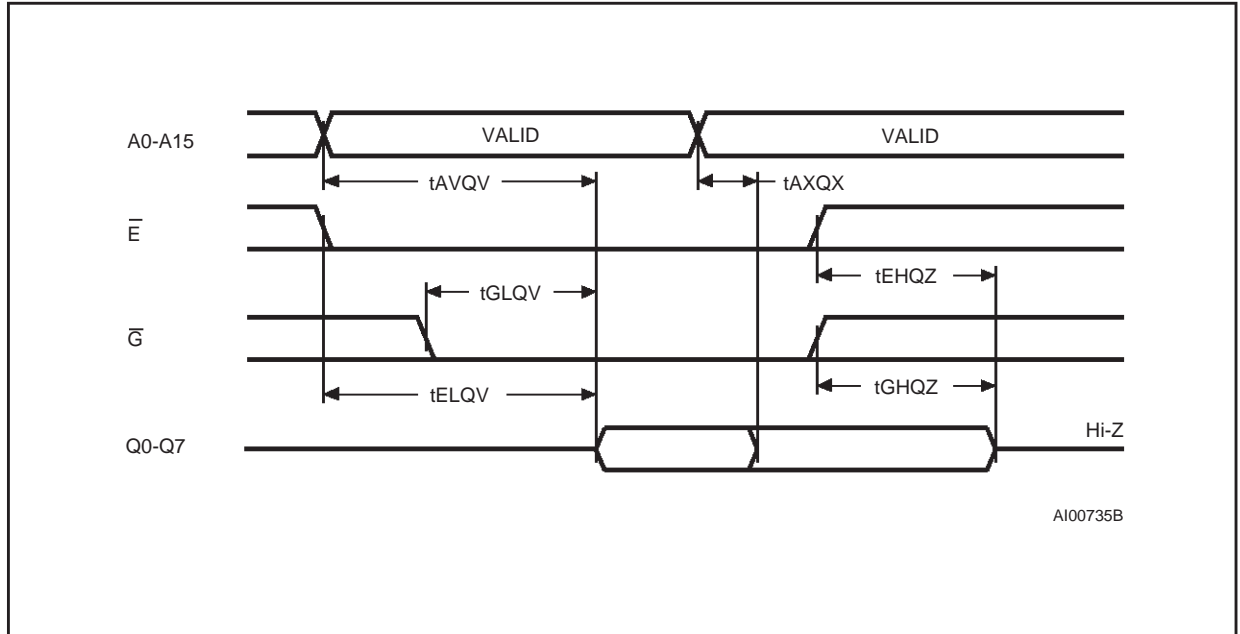 A0-A15
VALID
VALID
tAVQV
tAXQX
E̅
tEHQZ
tGLQV
G̅
tELQV
tGHQZ
Q0-Q7
Hi-Z
AI00735B